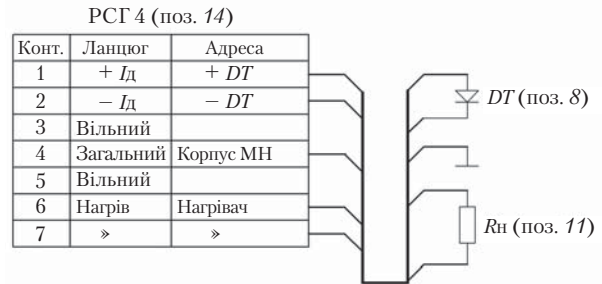 РСГ 4 (поз. 14)
Конт. Ланцюг Адреса
1 + Iд + DT
2 − Iд − DT
3 Вільний
4 Загальний Корпус МН
5 Вільний
6 Нагрів Нагрівач
7 » »
DT (поз. 8)
Rн (поз. 11)